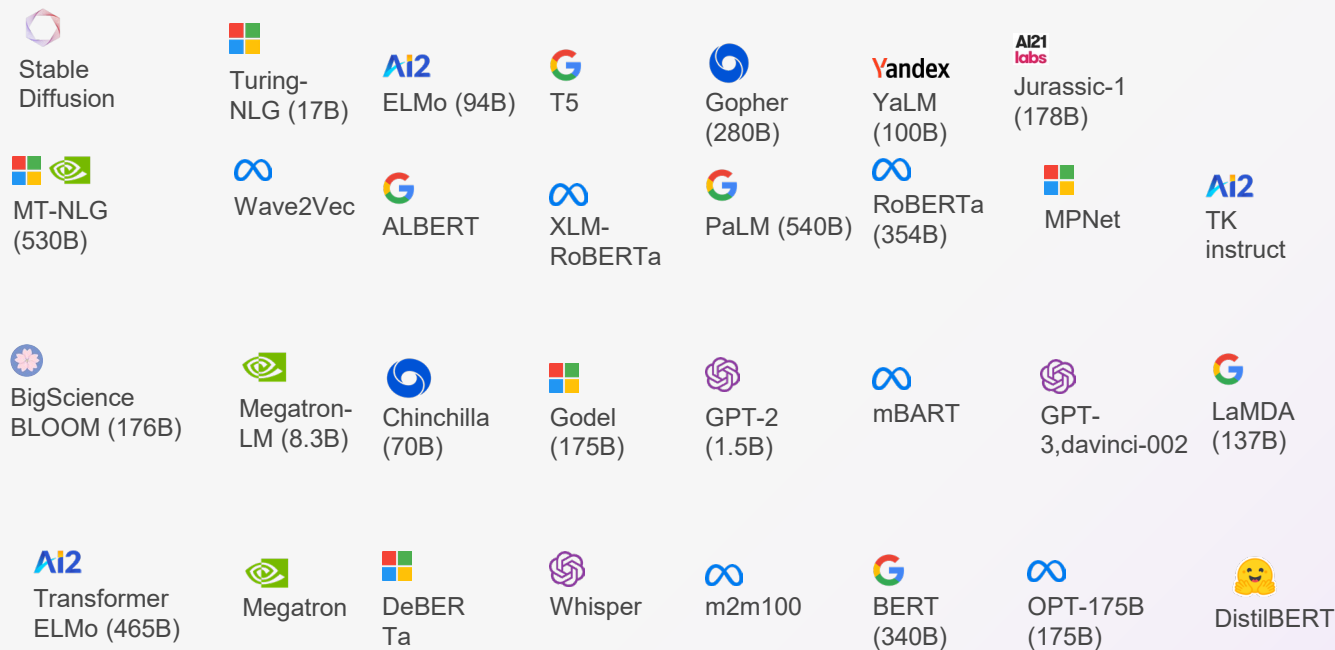 Stable
Diffusion
Turing-
NLG (17B)
Ai2
ELMo (94B)
T5
Gopher
(280B)
Yandex
YaLM
(100B)
AI21
labs
Jurassic-1
(178B)
MT-NLG
(530B)
Wave2Vec
ALBERT
XLM-
RoBERTa
PaLM (540B)
RoBERTa
(354B)
MPNet
Ai2
TK
instruct
BigScience
BLOOM (176B)
Megatron-
LM (8.3B)
Chinchilla
(70B)
Godel
(175B)
GPT-2
(1.5B)
mBART
GPT-
3,davinci-002
LaMDA
(137B)
Ai2
Transformer
ELMo (465B)
Megatron
DeBER
Ta
Whisper
m2m100
BERT
(340B)
OPT-175B
(175B)
DistilBERT